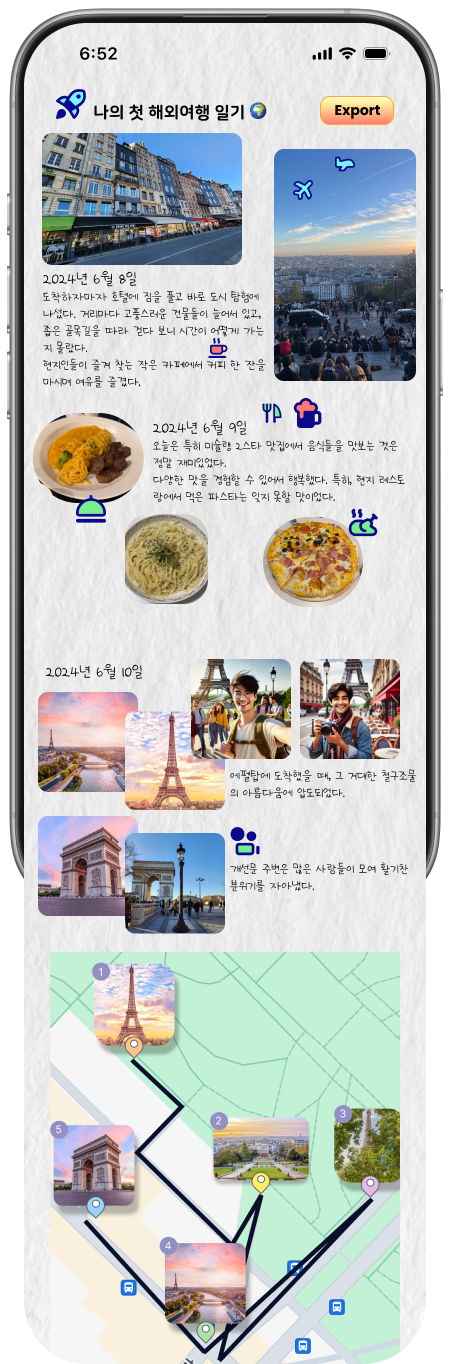 6:52
나의 첫 해외여행 일기
Export
2024년 6월 8일
도착하자마자 호텔에 짐을 풀고 바로 도시 탐험에
나섰다. 거리마다 고풍스러운 건물들이 늘어서 있고,
좁은 골목길을 따라 걷다 보니 시간이 어떻게 가는
지 몰랐다.
현지인들이 즐겨 찾는 작은 카페에서 커피 한 잔을
마시며 여유를 즐겼다.
2024년 6월 9일
오늘은 특히 미슐랭 2스타 맛집에서 음식들을 맛보는 것은
정말 재미있었다.
다양한 맛을 경험할 수 있어서 행복했다. 특히, 현지 레스토
랑에서 먹은 파스타는 잊지 못할 맛이었다.
2024년 6월 10일
에펠탑에 도착했을 때, 그 거대한 철구조물
의 아름다움에 압도되었다.
개선문 주변은 많은 사람들이 모여 활기찬
분위기를 자아냈다.
1
2
3
5
4